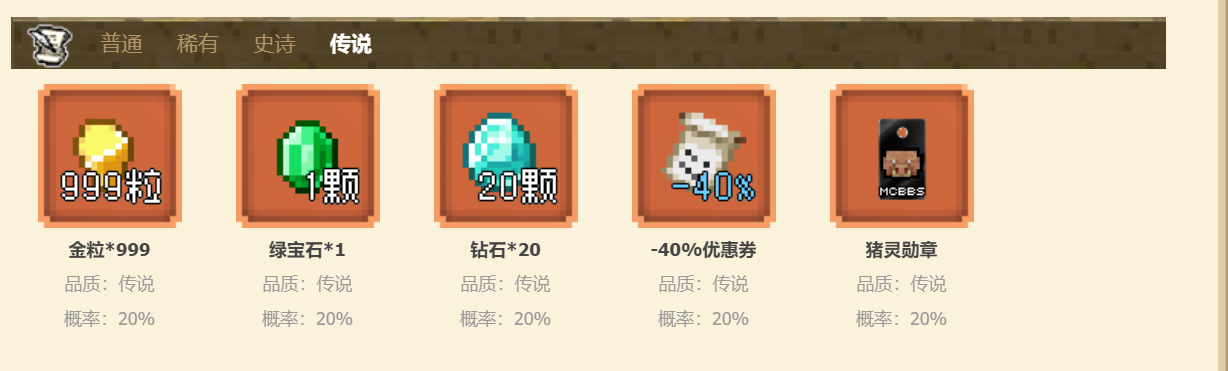 普通 稀有 史诗 传说
999粒 1颗 20颗 -40% MCBBS
金粒*999 绿宝石*1 钻石*20 -40%优惠券 猪灵勋章
品质：传说 品质：传说 品质：传说 品质：传说 品质：传说
概率：20% 概率：20% 概率：20% 概率：20% 概率：20%